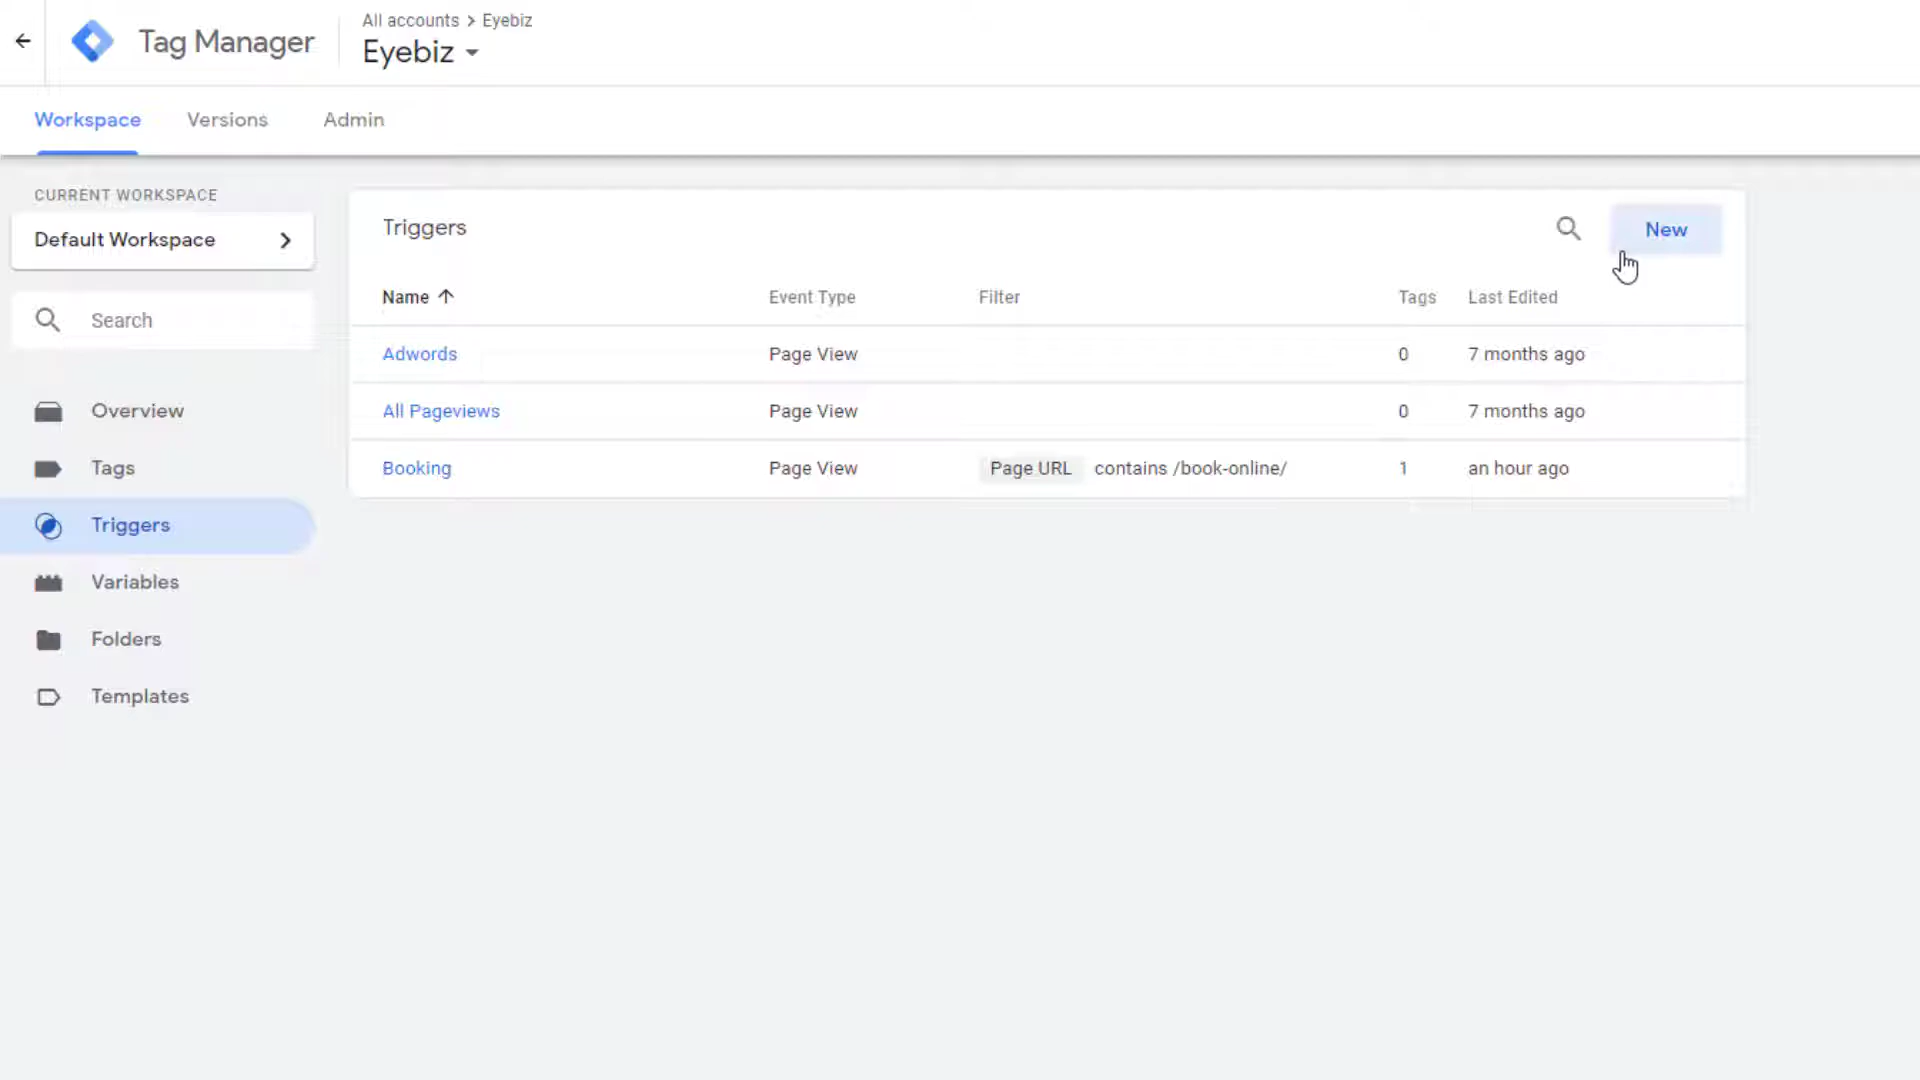 Tag Manager
All accounts > Eyebiz
Eyebiz
Workspace Versions Admin
CURRENT WORKSPACE
Default Workspace
Search
Overview
Tags
Triggers
Variables
Folders
Templates
Triggers
New
Name Event Type Filter Tags Last Edited
Adwords Page View 0 7 months ago
All Pageviews Page View 0 7 months ago
Booking Page View Page URL contains /book-online/ 1 an hour ago